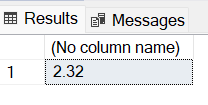 Results Messages
(No column name)
1 2.32